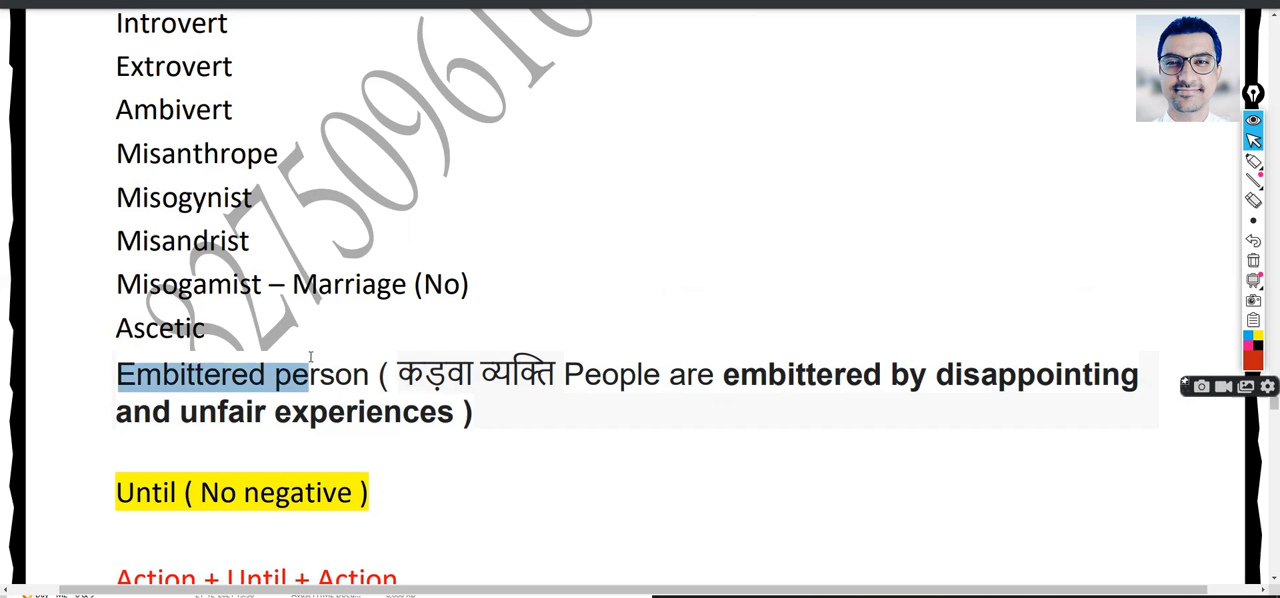 Introvert
Extrovert
Ambivert
Misanthrope
Misogynist
Misandrist
Misogamist – Marriage (No)
Ascetic
Embittered person ( कड़वा व्यक्ति People are embittered by disappointing
and unfair experiences )
Until ( No negative )
Action + Until + Action